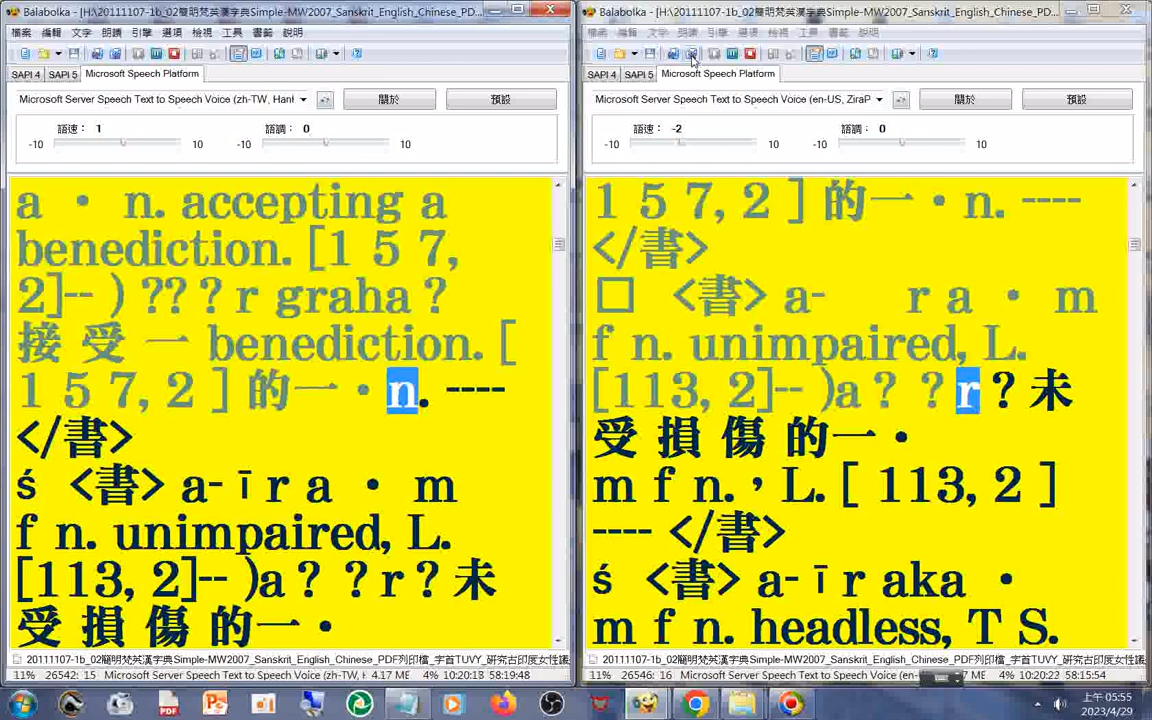 Balabolka - [H:\20111107-1b_02簡明梵英漢字典Simple-MW2007_Sanskrit_English_Chinese_PD...
檔案 編輯 文字 朗讀 引擎 選項 檢視 工具 書籤 說明
SAPI 4 SAPI 5 Microsoft Speech Platform
Microsoft Server Speech Text to Speech Voice (zh-TW, Hanl
關於 預設
語速： 1 語調： 0
-10 10 -10 10
a ・ n. accepting a
benediction. [1 5 7,
2]-- ) ??? r graha ?
接 受 一 benediction. [
1 5 7, 2 ] 的一・n. ----
</書>
ś <書> a- ī r a ・ m
f n. unimpaired, L.
[113, 2]-- )a？？r？未
受 損 傷 的一・
20111107-1b_02簡明梵英漢字典Simple-MW2007_Sanskrit_English_Chinese_PDF列印檔_字首TUVY_研究古印度女性議
11% 26542: 15 Microsoft Server Speech Text to Speech Voice (zh-TW, H 4.17 ME 4% 10:20:18 58:19:48
Balabolka - [H:\20111107-1b_02簡明梵英漢字典Simple-MW2007_Sanskrit_English_Chinese_PD...
檔案 編輯 文字 朗讀 引擎 選項 檢視 工具 書籤 說明
SAPI 4 SAPI 5 Microsoft Speech Platform
Microsoft Server Speech Text to Speech Voice (en-US, ZiraP
關於 預設
語速： -2 語調： 0
-10 10 -10 10
1 5 7, 2 ] 的一・n. ----
</書>
□ <書> a- r a ・ m
f n. unimpaired, L.
[113, 2]-- )a？？r？未
受 損 傷 的一・
m f n.，L. [ 113, 2 ]
---- </書>
ś <書> a- ī r aka ・
m f n. headless, T S.
20111107-1b_02簡明梵英漢字典Simple-MW2007_Sanskrit_English_Chinese_PDF列印檔_字首TUVY_研究古印度女性議
11% 26546: 16 Microsoft Server Speech Text to Speech Voice (en-US 4.17 ME 4% 10:20:22 58:15:54
上午 05:55
2023/4/29